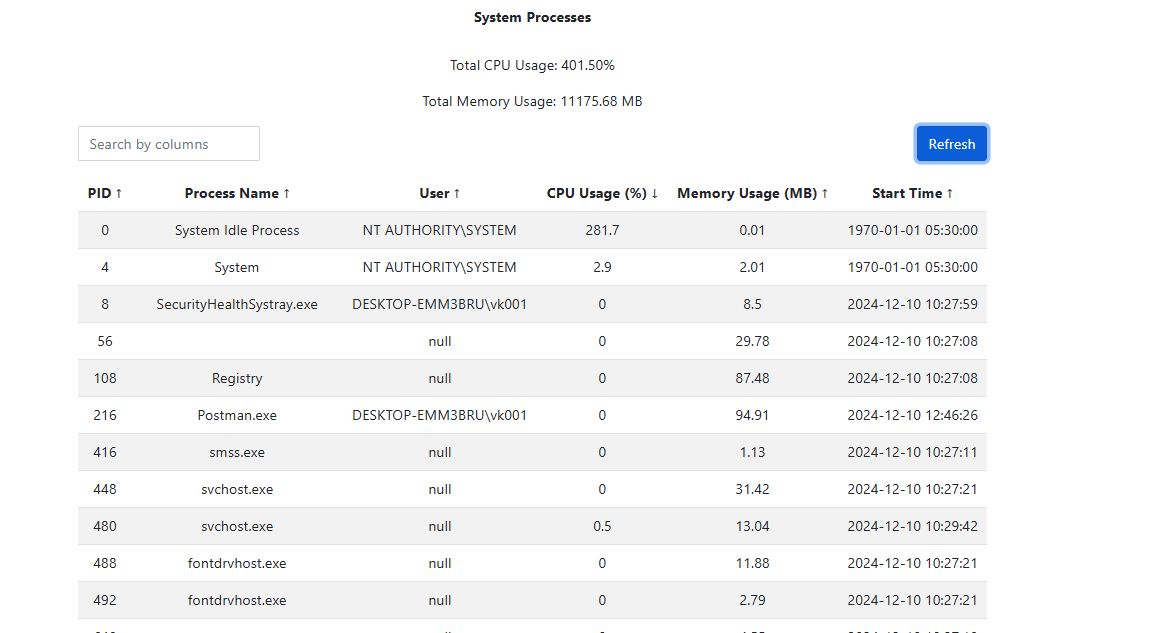 System Processes
Total CPU Usage: 401.50%
Total Memory Usage: 11175.68 MB
Search by columns
Refresh
PID ↑ Process Name ↑ User ↑ CPU Usage (%) ↓ Memory Usage (MB) ↑ Start Time ↑
0 System Idle Process NT AUTHORITY\SYSTEM 281.7 0.01 1970-01-01 05:30:00
4 System NT AUTHORITY\SYSTEM 2.9 2.01 1970-01-01 05:30:00
8 SecurityHealthSystray.exe DESKTOP-EMM3BRU\vk001 0 8.5 2024-12-10 10:27:59
56 null 0 29.78 2024-12-10 10:27:08
108 Registry null 0 87.48 2024-12-10 10:27:08
216 Postman.exe DESKTOP-EMM3BRU\vk001 0 94.91 2024-12-10 12:46:26
416 smss.exe null 0 1.13 2024-12-10 10:27:11
448 svchost.exe null 0 31.42 2024-12-10 10:27:21
480 svchost.exe null 0.5 13.04 2024-12-10 10:29:42
488 fontdrvhost.exe null 0 11.88 2024-12-10 10:27:21
492 fontdrvhost.exe null 0 2.79 2024-12-10 10:27:21